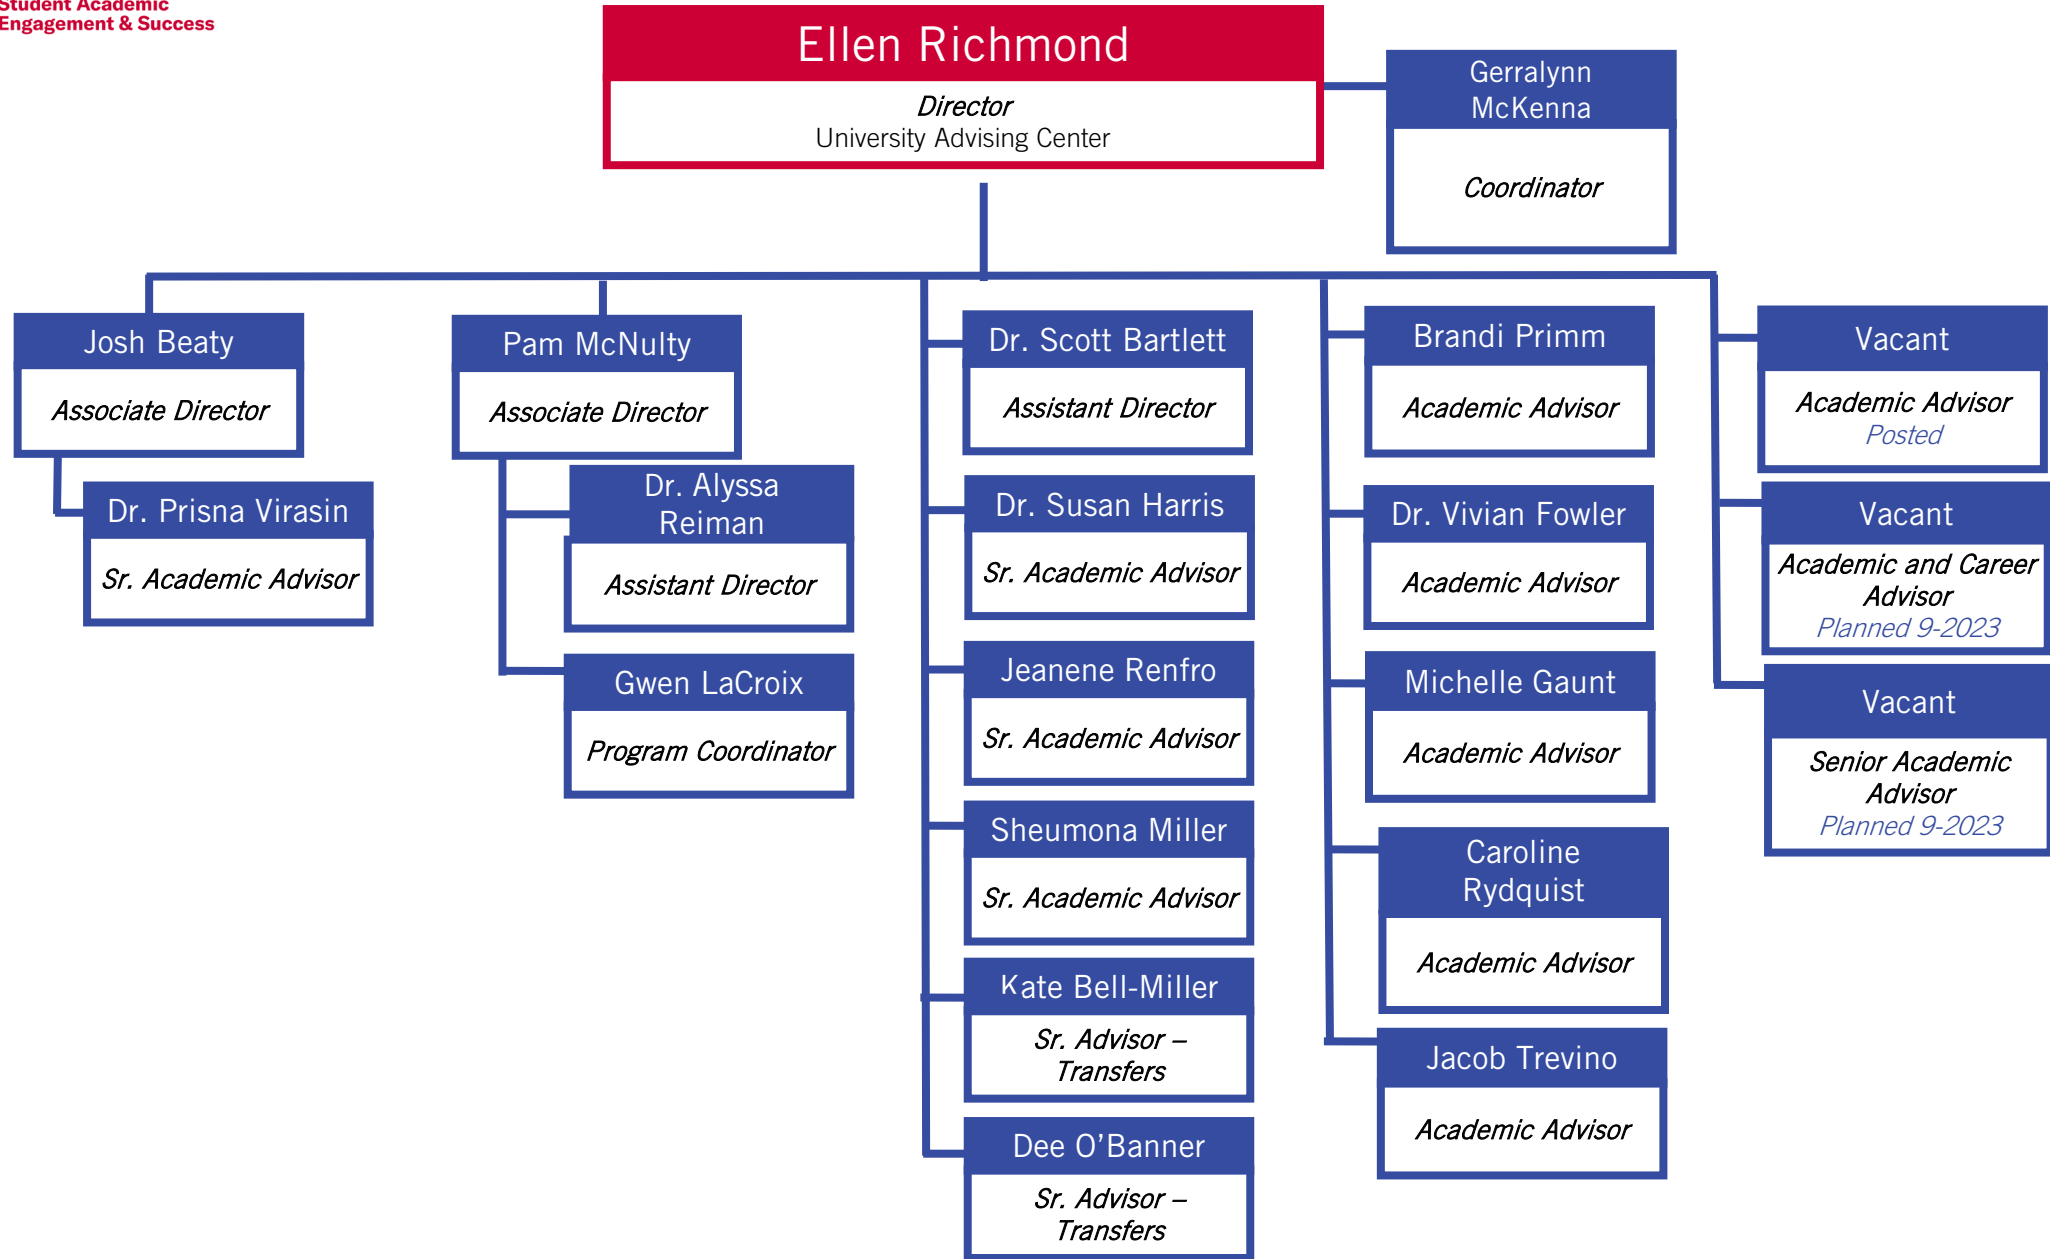 Student Academic
Engagement & Success
Ellen Richmond
Director
University Advising Center
Gerralynn
McKenna
Coordinator
Josh Beaty
Associate Director
Dr. Prisna Virasin
Sr. Academic Advisor
Pam McNulty
Associate Director
Dr. Alyssa
Reiman
Assistant Director
Gwen LaCroix
Program Coordinator
Dr. Scott Bartlett
Assistant Director
Dr. Susan Harris
Sr. Academic Advisor
Jeanene Renfro
Sr. Academic Advisor
Sheumona Miller
Sr. Academic Advisor
Kate Bell-Miller
Sr. Advisor –
Transfers
Dee O’Banner
Sr. Advisor –
Transfers
Brandi Primm
Academic Advisor
Dr. Vivian Fowler
Academic Advisor
Michelle Gaunt
Academic Advisor
Caroline
Rydquist
Academic Advisor
Jacob Trevino
Academic Advisor
Vacant
Academic Advisor
Posted
Vacant
Academic and Career
Advisor
Planned 9-2023
Vacant
Senior Academic
Advisor
Planned 9-2023